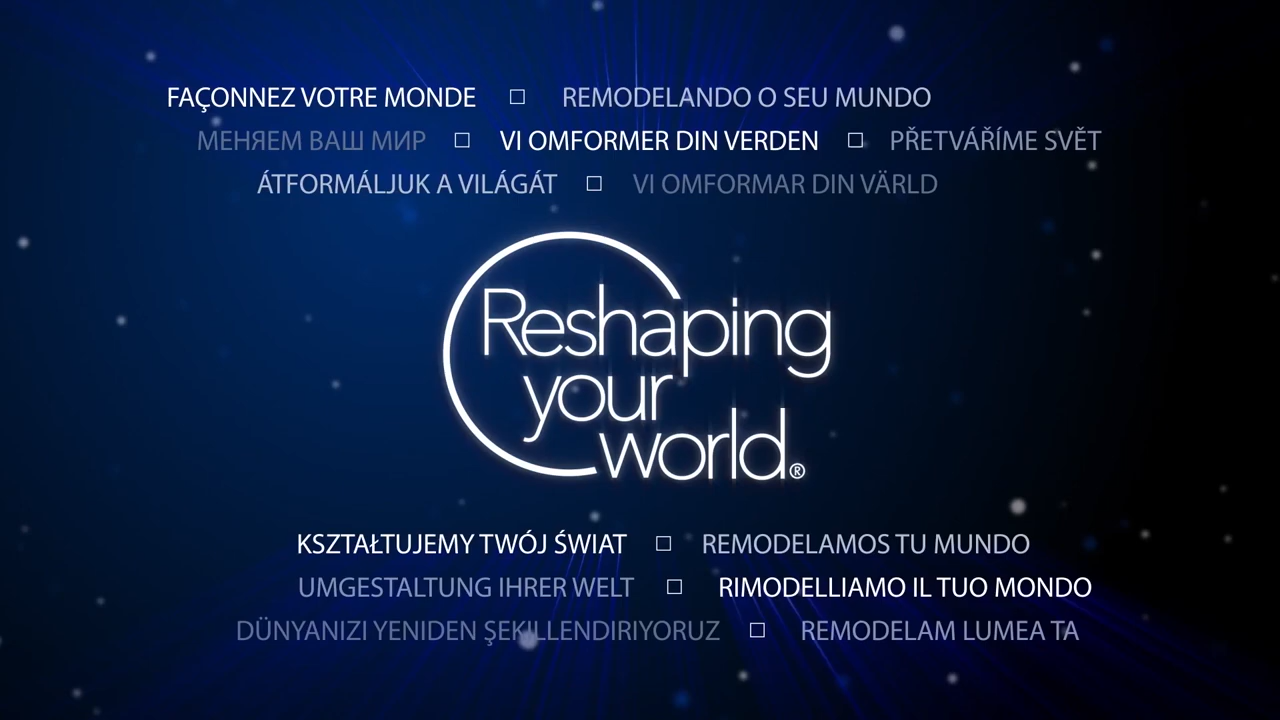 FAÇONNEZ VOTRE MONDE □ REMODELANDO O SEU MUNDO
МЕНЯЕМ ВАШ МИР □ VI OMFORMER DIN VERDEN □ PŘETVÁŘÍME SVĚT
ÁTFORMÁLJUK A VILÁGÁT □ VI OMFORMAR DIN VÄRLD
Reshaping
your
world.®
KSZTAŁTUJEMY TWÓJ ŚWIAT □ REMODELAMOS TU MUNDO
UMGESTALTUNG IHRER WELT □ RIMODELLIAMO IL TUO MONDO
DÜNYANIZI YENIDEN ŞEKILLENDIRIYORUZ □ REMODELAM LUMEA TA